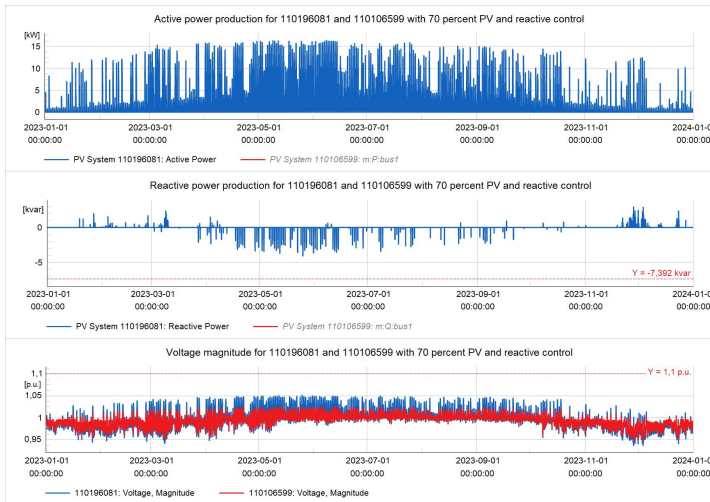 Active power production for 110196081 and 110106599 with 70 percent PV and reactive control
[kW]
15
10
5
0
2023-01-01 2023-03-01 2023-05-01 2023-07-01 2023-09-01 2023-11-01 2024-01-01
00:00:00 00:00:00 00:00:00 00:00:00 00:00:00 00:00:00 00:00:00
PV System 110196081: Active Power PV System 110106599: m:P:bus1
Reactive power production for 110196081 and 110106599 with 70 percent PV and reactive control
[kvar]
0
-5
Y = -7,392 kvar
2023-01-01 2023-03-01 2023-05-01 2023-07-01 2023-09-01 2023-11-01 2024-01-0
00:00:00 00:00:00 00:00:00 00:00:00 00:00:00 00:00:00 00:00:00
PV System 110196081: Reactive Power PV System 110106599: m:Q:bus1
Voltage magnitude for 110196081 and 110106599 with 70 percent PV and reactive control
1,1
Y = 1,1 p.u.
[p.u.]
1,05
1
0,95
2023-01-01 2023-03-01 2023-05-01 2023-07-01 2023-09-01 2023-11-01 2024-01-01
00:00:00 00:00:00 00:00:00 00:00:00 00:00:00 00:00:00 00:00:00
110196081: Voltage, Magnitude 110106599: Voltage, Magnitude